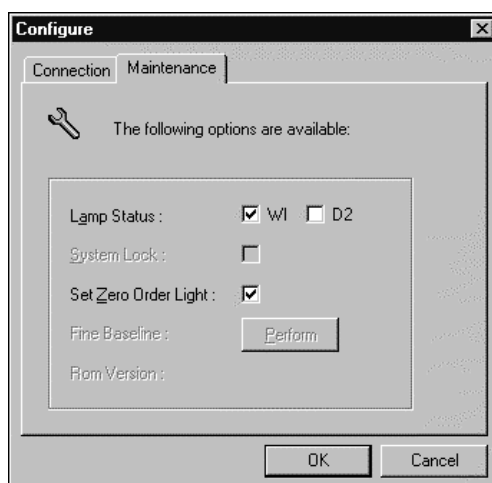 Configure
Connection Maintenance
The following options are available:
Lamp Status : WI D2
System Lock :
Set Zero Order Light :
Fine Baseline : Perform
Rom Version :
OK Cancel